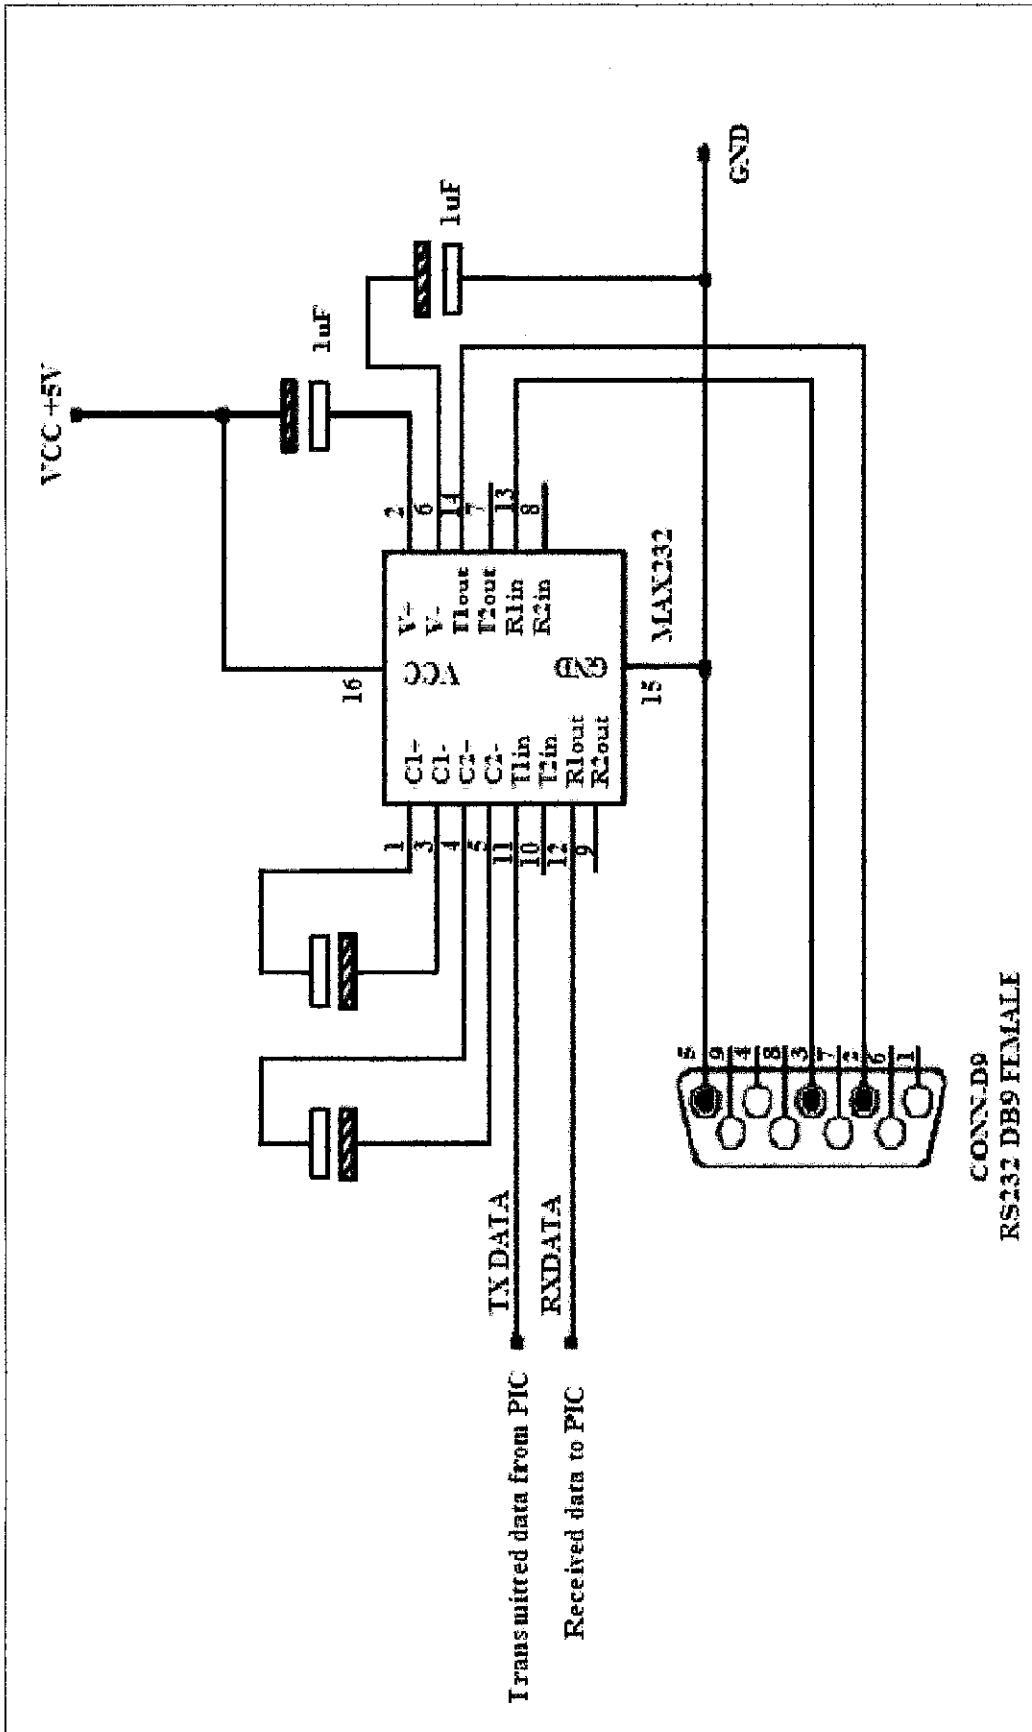 VCC +5V
1uF
1uF
GND
2
6
14
7
13
8
V+
V-
T1out
T2out
R1in
R2in
16
VCC
GND
15
MAX232
C1+
C1-
C2+
C2-
T1in
T2in
R1out
R2out
1
3
4
5
11
10
12
9
TX DATA
RXDATA
Transmitted data from PIC
Received data to PIC
5
9
4
8
3
7
2
6
1
CONN-D9
RS232 DB9 FEMALE